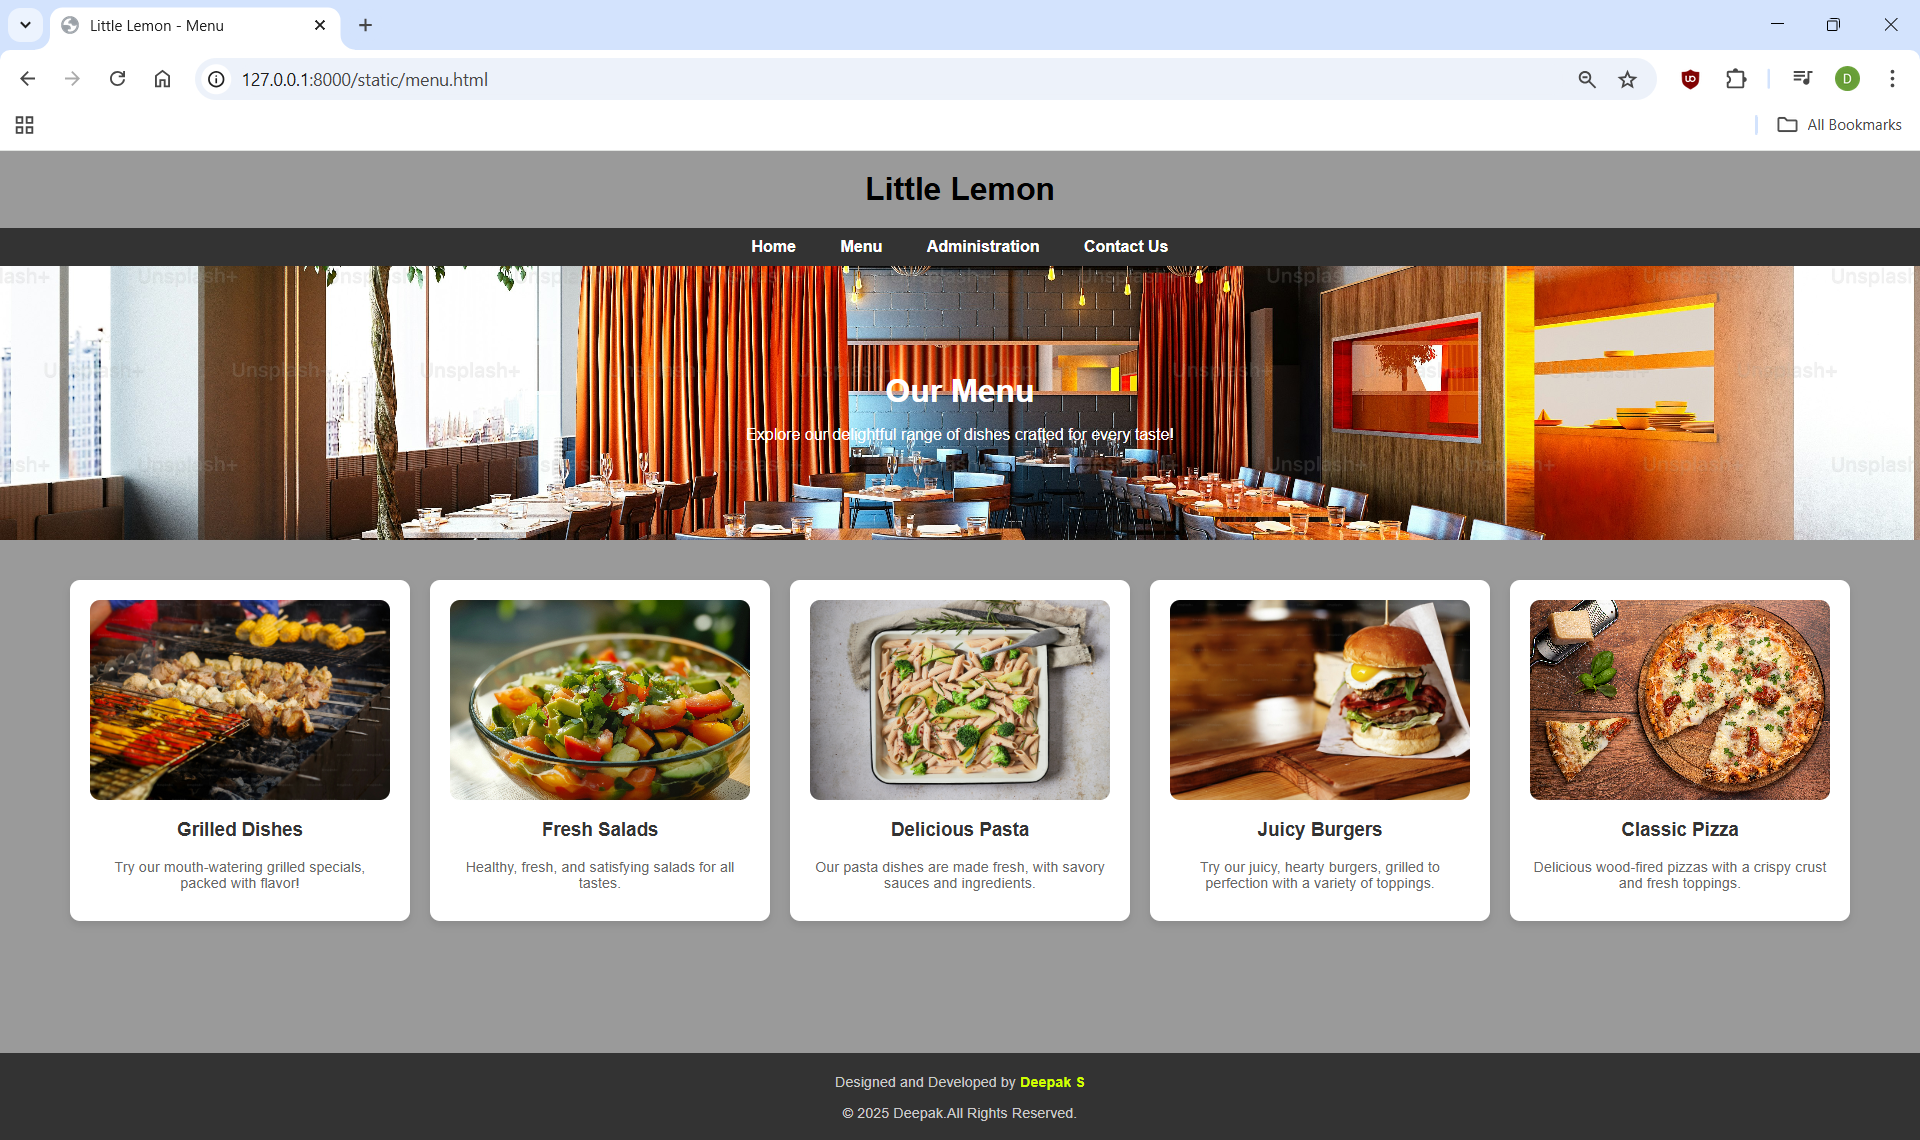 Little Lemon - Menu
127.0.0.1:8000/static/menu.html
D
All Bookmarks
Little Lemon
Home Menu Administration Contact Us
Unsplash+ Unsplash+ Unsplash+
Our Menu
Explore our delightful range of dishes crafted for every taste!
Grilled Dishes
Try our mouth-watering grilled specials,
packed with flavor!
Fresh Salads
Healthy, fresh, and satisfying salads for all
tastes.
Delicious Pasta
Our pasta dishes are made fresh, with savory
sauces and ingredients.
Juicy Burgers
Try our juicy, hearty burgers, grilled to
perfection with a variety of toppings.
Classic Pizza
Delicious wood-fired pizzas with a crispy crust
and fresh toppings.
Designed and Developed by Deepak S
© 2025 Deepak.All Rights Reserved.